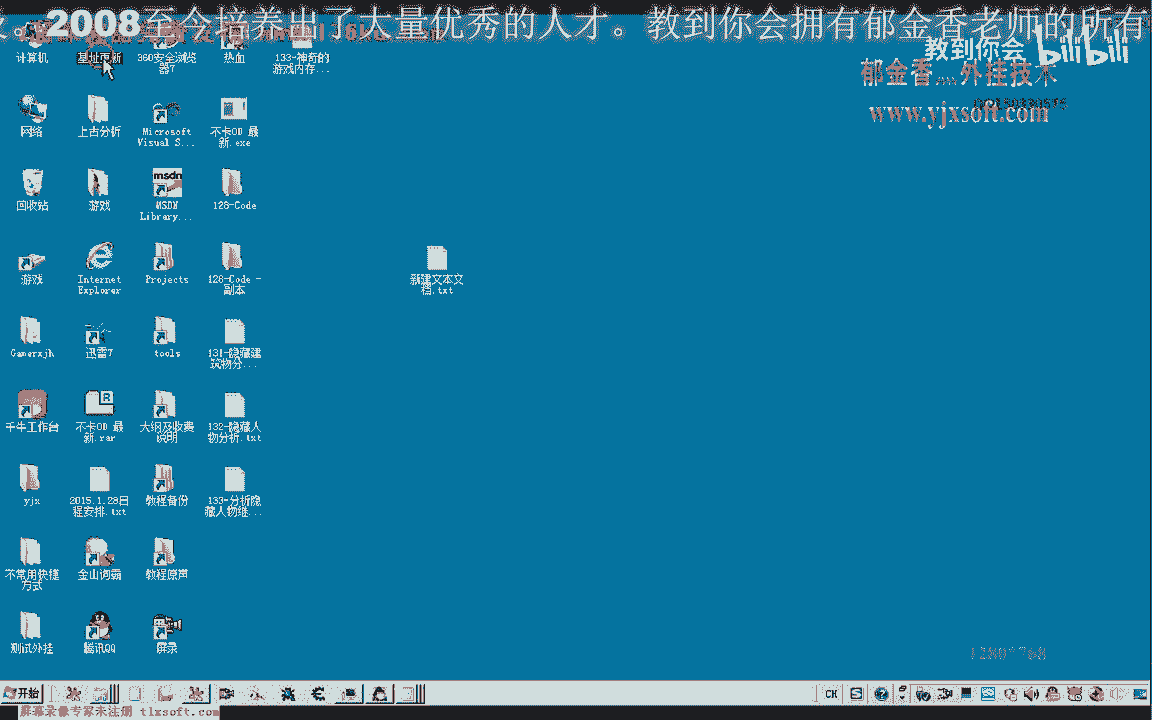 。2008至今培养出了大量优秀的人才。教到你会拥有郁金香老师的所有
教到你会 bilibili
郁金香...外挂技术
www.yjxsoft.com
计算机
基址更新
360安全浏览
器7
热血
133-神奇的
游戏内存...
网络
上古分析
Microsoft
Visual S...
不卡OD 最
新.exe
回收站
游戏
msdn
MSDN
Library...
128-Code
游戏
Internet
Explorer
Projects
128-Code -
副本
新建文本文
档.txt
Gamerxjh
迅雷7
tools
131-隐藏建
筑物分...
千牛工作台
不卡OD 最
新.rar
大纲及收费
说明
132-隐藏人
物分析.txt
yjx
2015.1.28日
程安排.txt
教程备份
133-分析隐
藏人物继...
不常用快捷
方式
金山词霸
教程原声
测试外挂
腾讯QQ
屏录
1280*768
开始
CH
屏幕录像专家未注册 tlxsoft.com